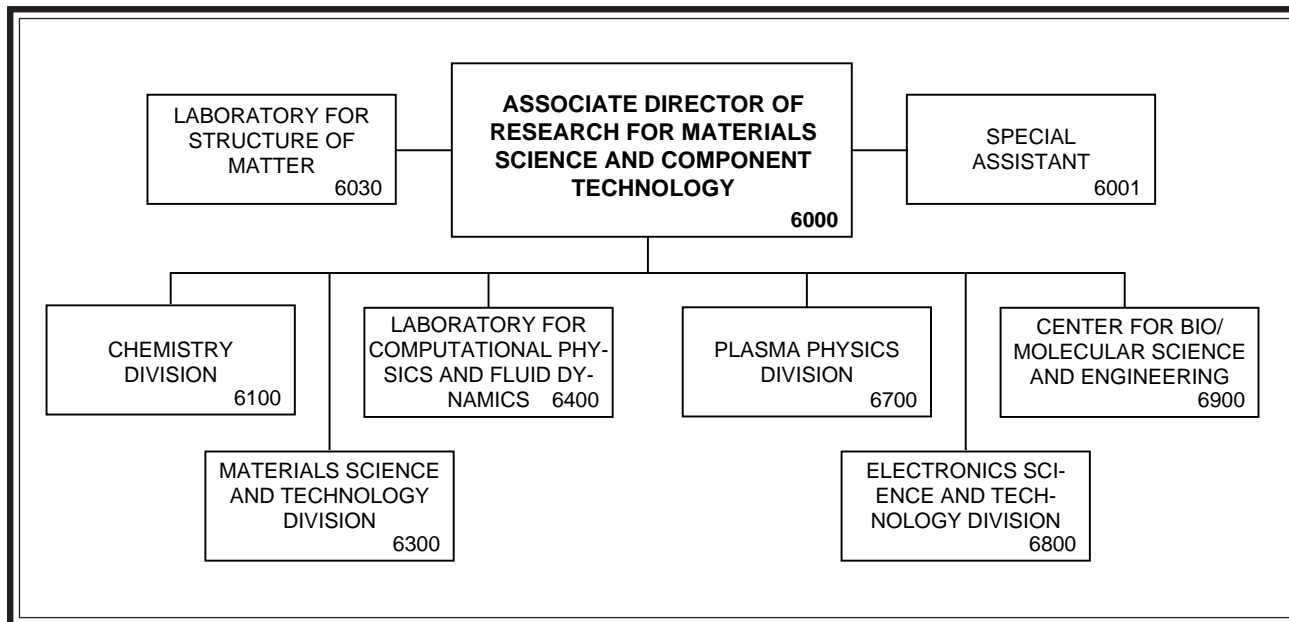 LABORATORY FOR
STRUCTURE OF
MATTER
6030
ASSOCIATE DIRECTOR OF
RESEARCH FOR MATERIALS
SCIENCE AND COMPONENT
TECHNOLOGY
6000
SPECIAL
ASSISTANT
6001
CHEMISTRY
DIVISION
6100
LABORATORY FOR
COMPUTATIONAL PHY-
SICS AND FLUID DY-
NAMICS 6400
PLASMA PHYSICS
DIVISION
6700
CENTER FOR BIO/
MOLECULAR SCIENCE
AND ENGINEERING
6900
MATERIALS SCIENCE
AND TECHNOLOGY
DIVISION
6300
ELECTRONICS SCI-
ENCE AND TECH-
NOLOGY DIVISION
6800